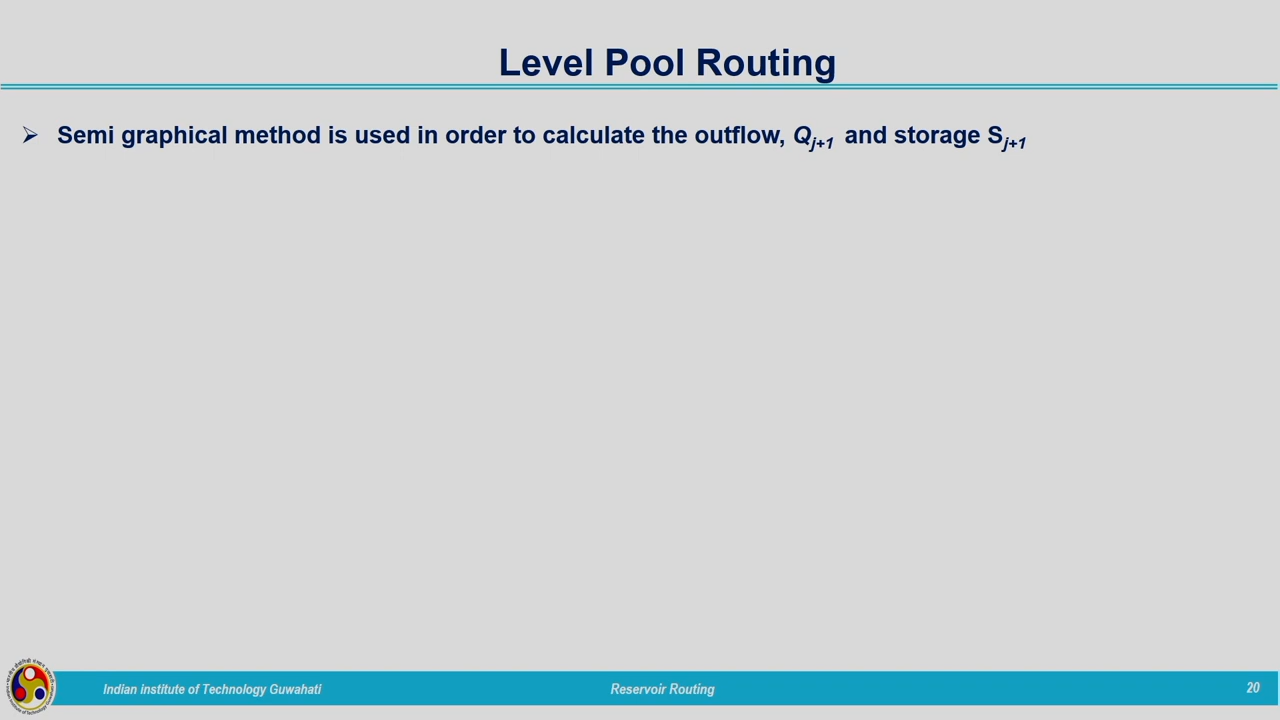 Level Pool Routing
➢ Semi graphical method is used in order to calculate the outflow, Qj+1 and storage Sj+1
Indian institute of Technology Guwahati
Reservoir Routing
20